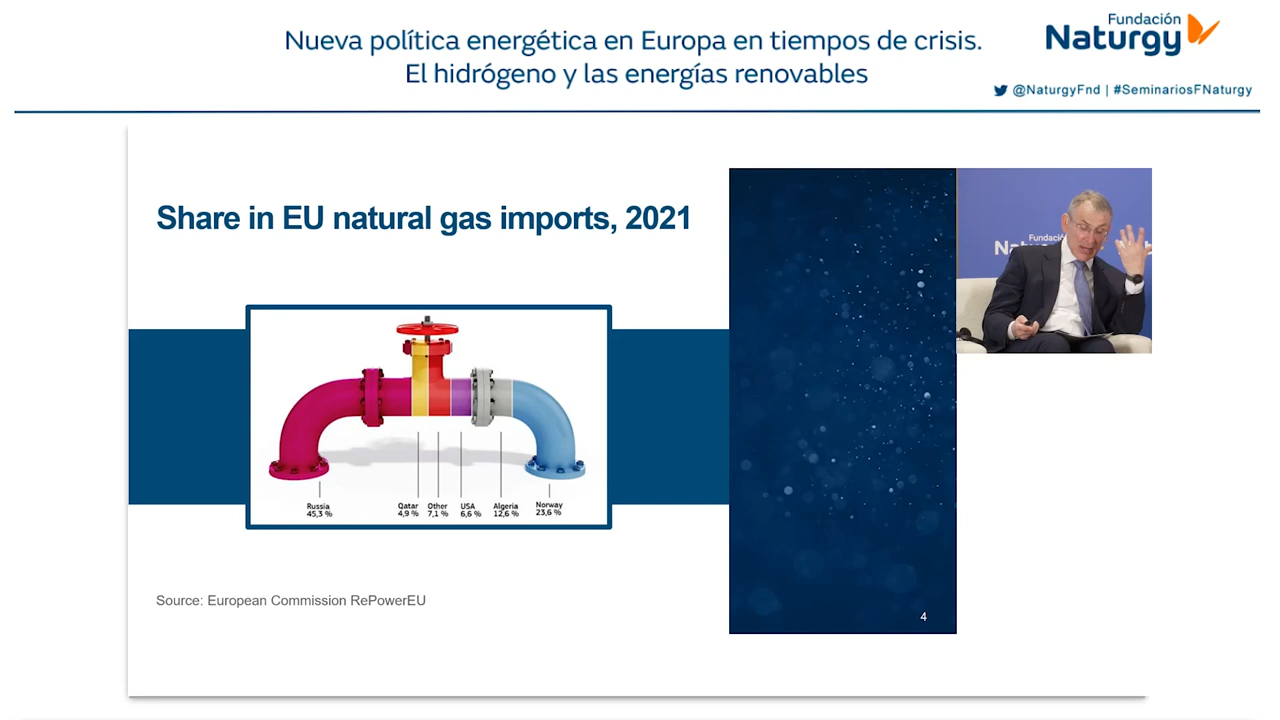 Nueva política energética en Europa en tiempos de crisis.
El hidrógeno y las energías renovables
Fundación
Naturgy
@NaturgyFnd | #SeminariosFNaturgy
Share in EU natural gas imports, 2021
Russia
45,3 %
Qatar
4,9 %
Other
7,1 %
USA
6,6 %
Algeria
12,6 %
Norway
23,6 %
Source: European Commission RePowerEU
4
Fundació
Na